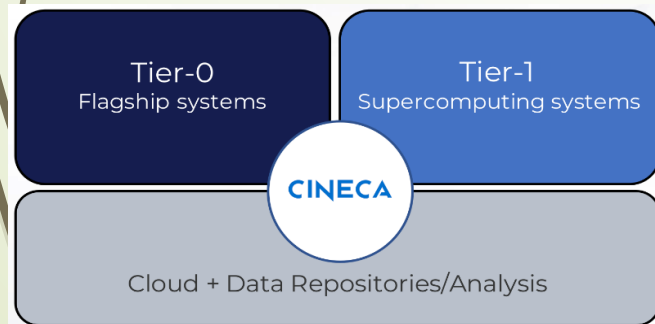 Tier-0
Flagship systems
Tier-1
Supercomputing systems
CINECA
Cloud + Data Repositories/Analysis